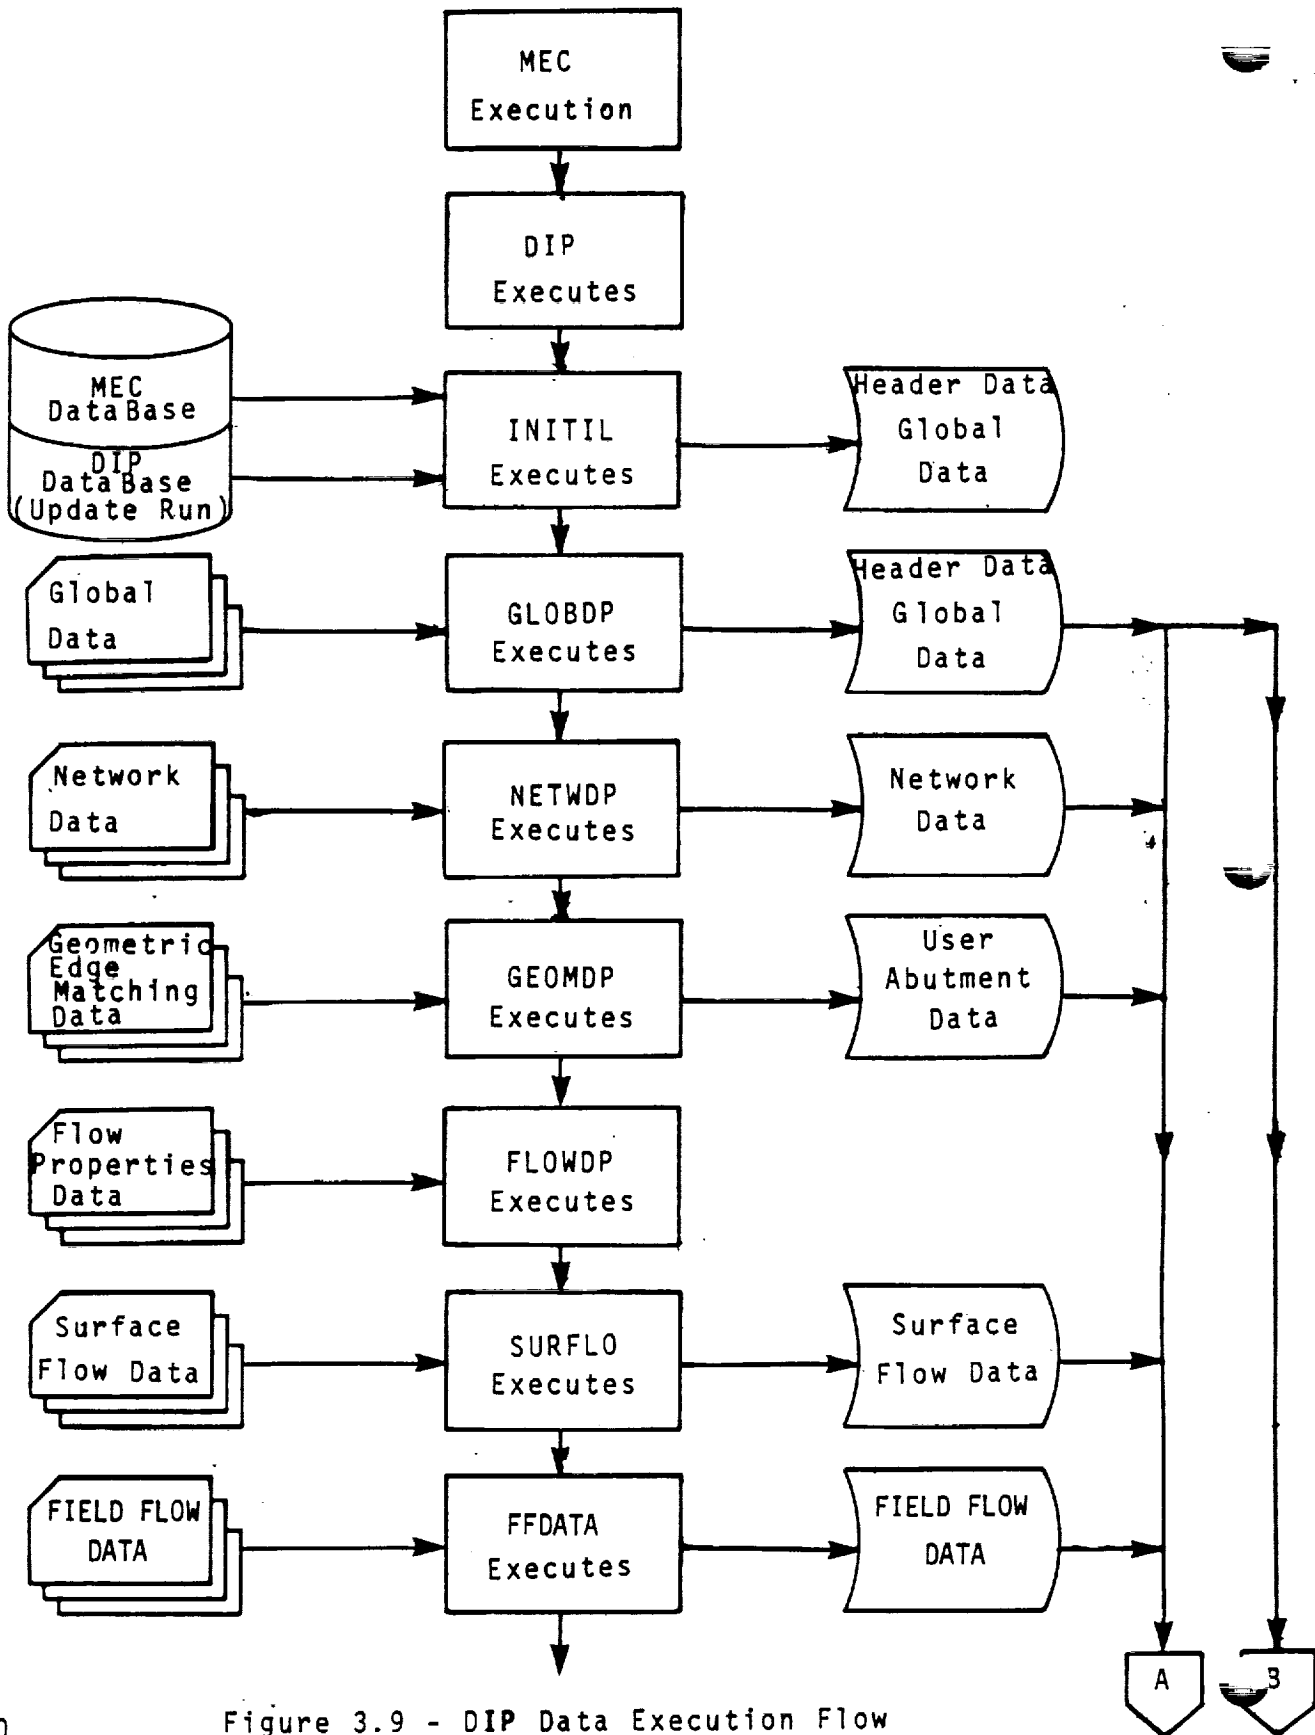 MEC
Execution
DIP
Executes
MEC
DataBase
DIP
DataBase
(Update Run)
INITIL
Executes
Header Data
Global
Data
Global
Data
GLOBDP
Executes
Header Data
Global
Data
Network
Data
NETWDP
Executes
Network
Data
Geometric
Edge
Matching
Data
GEOMDP
Executes
User
Abutment
Data
Flow
Properties
Data
FLOWDP
Executes
Surface
Flow Data
SURFLO
Executes
Surface
Flow Data
FIELD FLOW
DATA
FFDATA
Executes
FIELD FLOW
DATA
A
B
Figure 3.9 - DIP Data Execution Flow